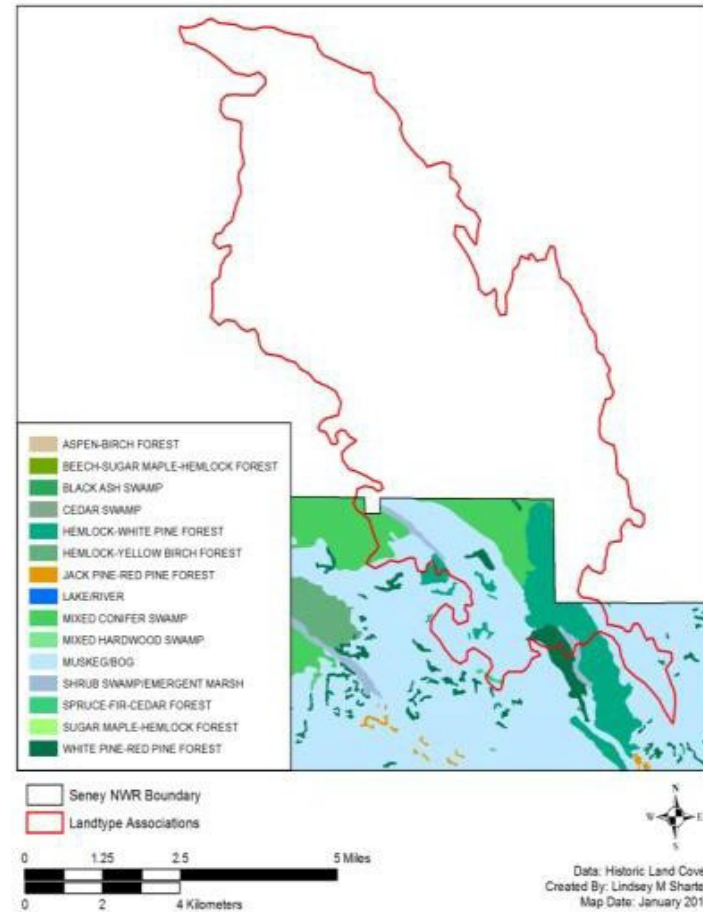 ASPEN-BIRCH FOREST
BEECH-SUGAR MAPLE-HEMLOCK FOREST
BLACK ASH SWAMP
CEDAR SWAMP
HEMLOCK-WHITE PINE FOREST
HEMLOCK-YELLOW BIRCH FOREST
JACK PINE-RED PINE FOREST
LAKE/RIVER
MIXED CONIFER SWAMP
MIXED HARDWOOD SWAMP
MUSKEG/BOG
SHRUB SWAMP/EMERGENT MARSH
SPRUCE-FIR-CEDAR FOREST
SUGAR MAPLE-HEMLOCK FOREST
WHITE PINE-RED PINE FOREST
Seney NWR Boundary
Landtype Associations
0 1.25 2.5 5 Miles
0 2 4 Kilometers
N
W E
S
Data: Historic Land Cove
Created By: Lindsey M Sharte
Map Date: January 201